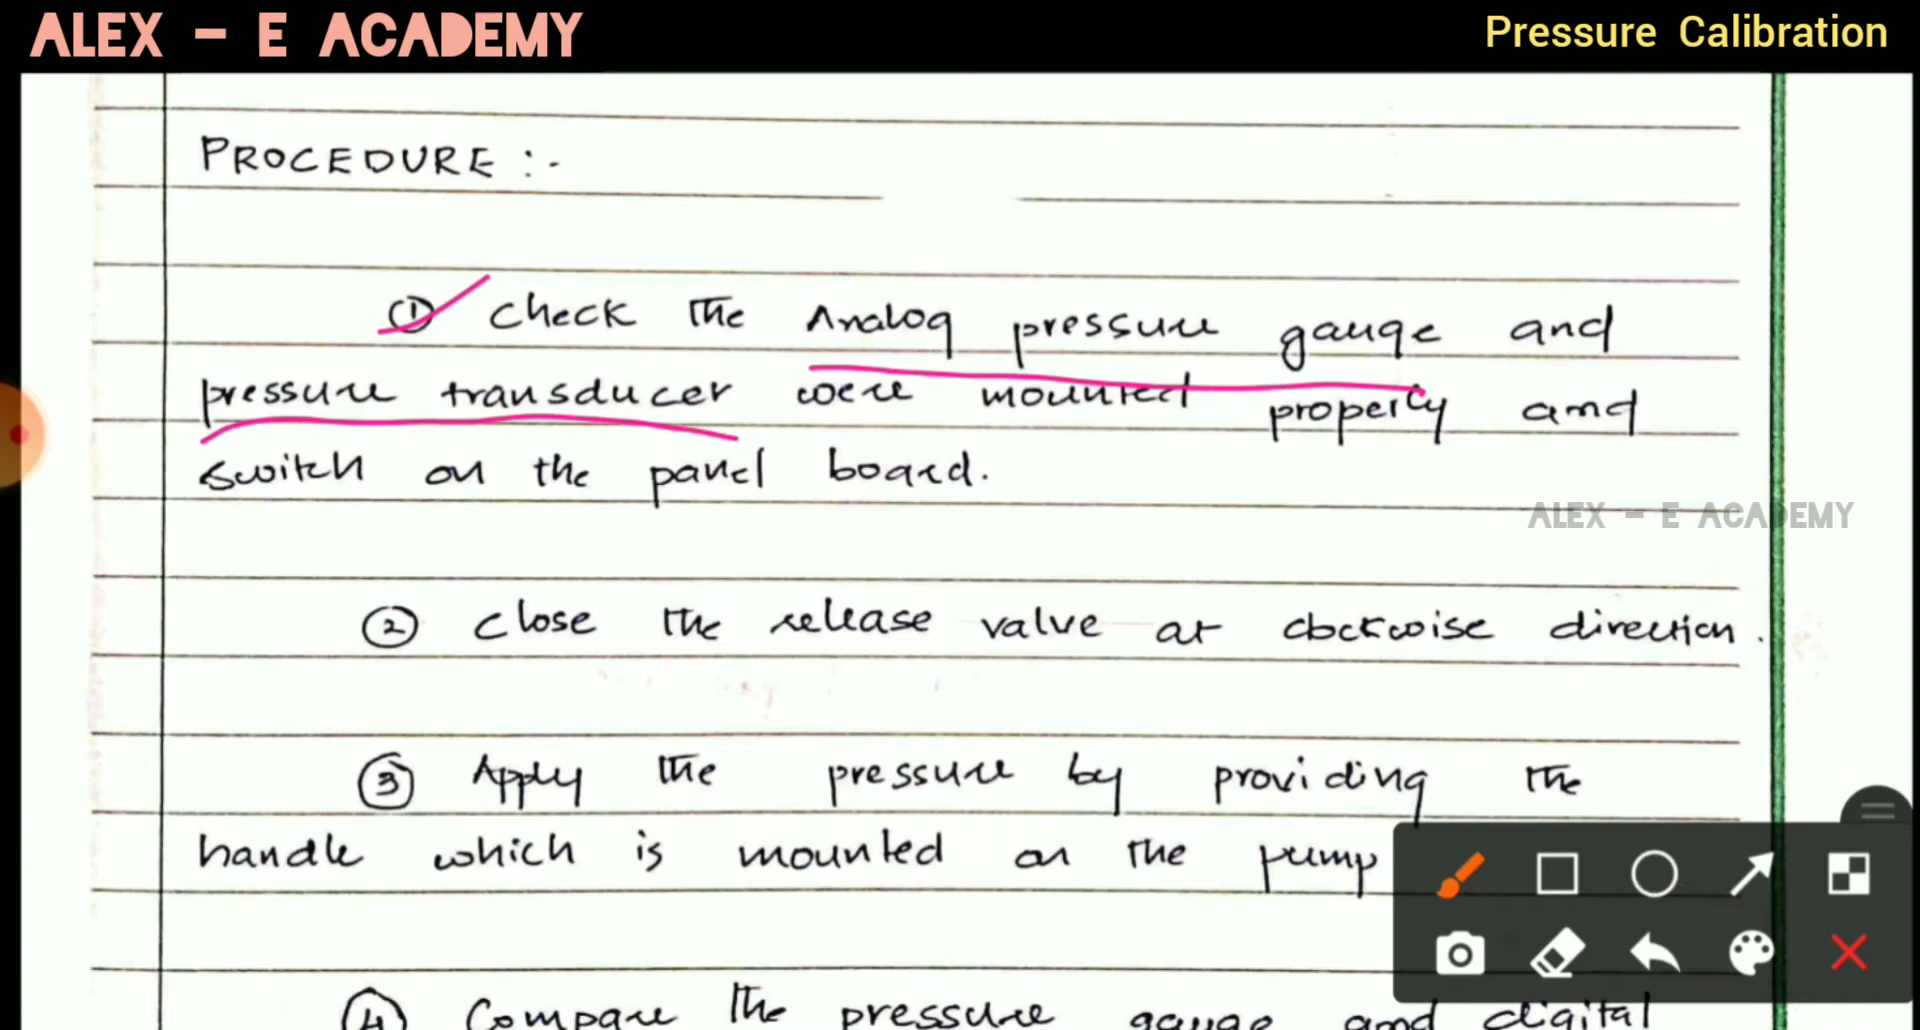 ALEX – E ACADEMY
Pressure Calibration
PROCEDURE :-
① Check the Analog pressure gauge and
pressure transducer were mounted properly and
switch on the panel board.
ALEX – E ACADEMY
② Close the release valve at clockwise direction.
③ Apply the pressure by providing the
handle which is mounted on the pump
④ Compare the pressure gauge and digital